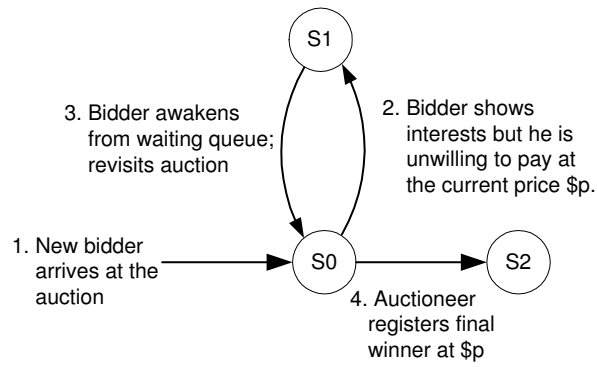 S1
3. Bidder awakens
from waiting queue;
revisits auction
2. Bidder shows
interests but he is
unwilling to pay at
the current price $p.
1. New bidder
arrives at the
auction
S0
S2
4. Auctioneer
registers final
winner at $p